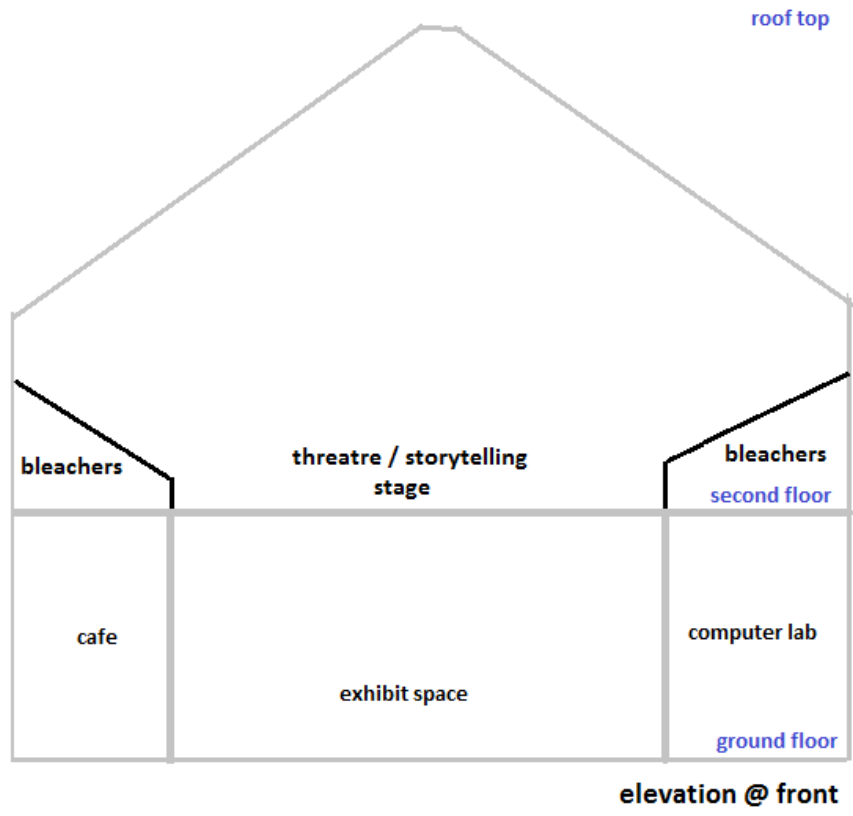 roof top
bleachers
threatre / storytelling
stage
bleachers
second floor
cafe
exhibit space
computer lab
ground floor
elevation @ front